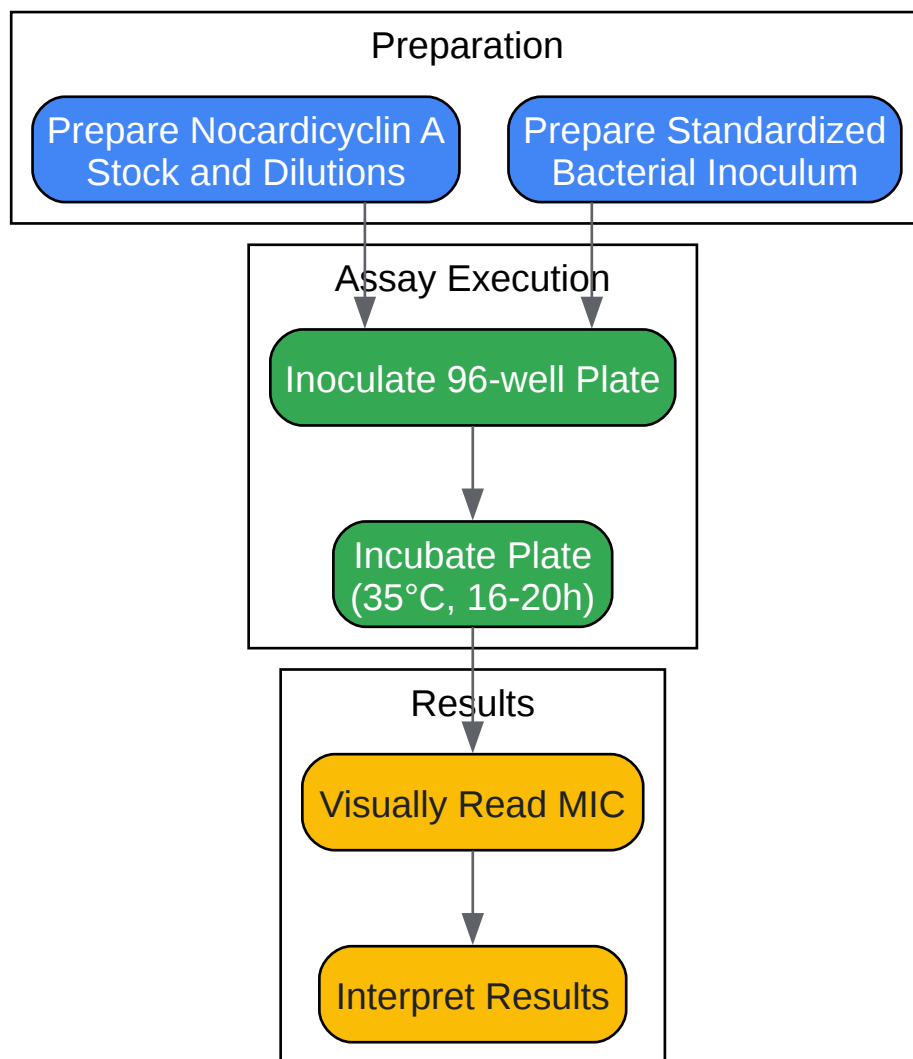 Preparation
Prepare Nocardicyclin A
Stock and Dilutions
Prepare Standardized
Bacterial Inoculum
Assay Execution
Inoculate 96-well Plate
Incubate Plate
(35°C, 16-20h)
Results
Visually Read MIC
Interpret Results